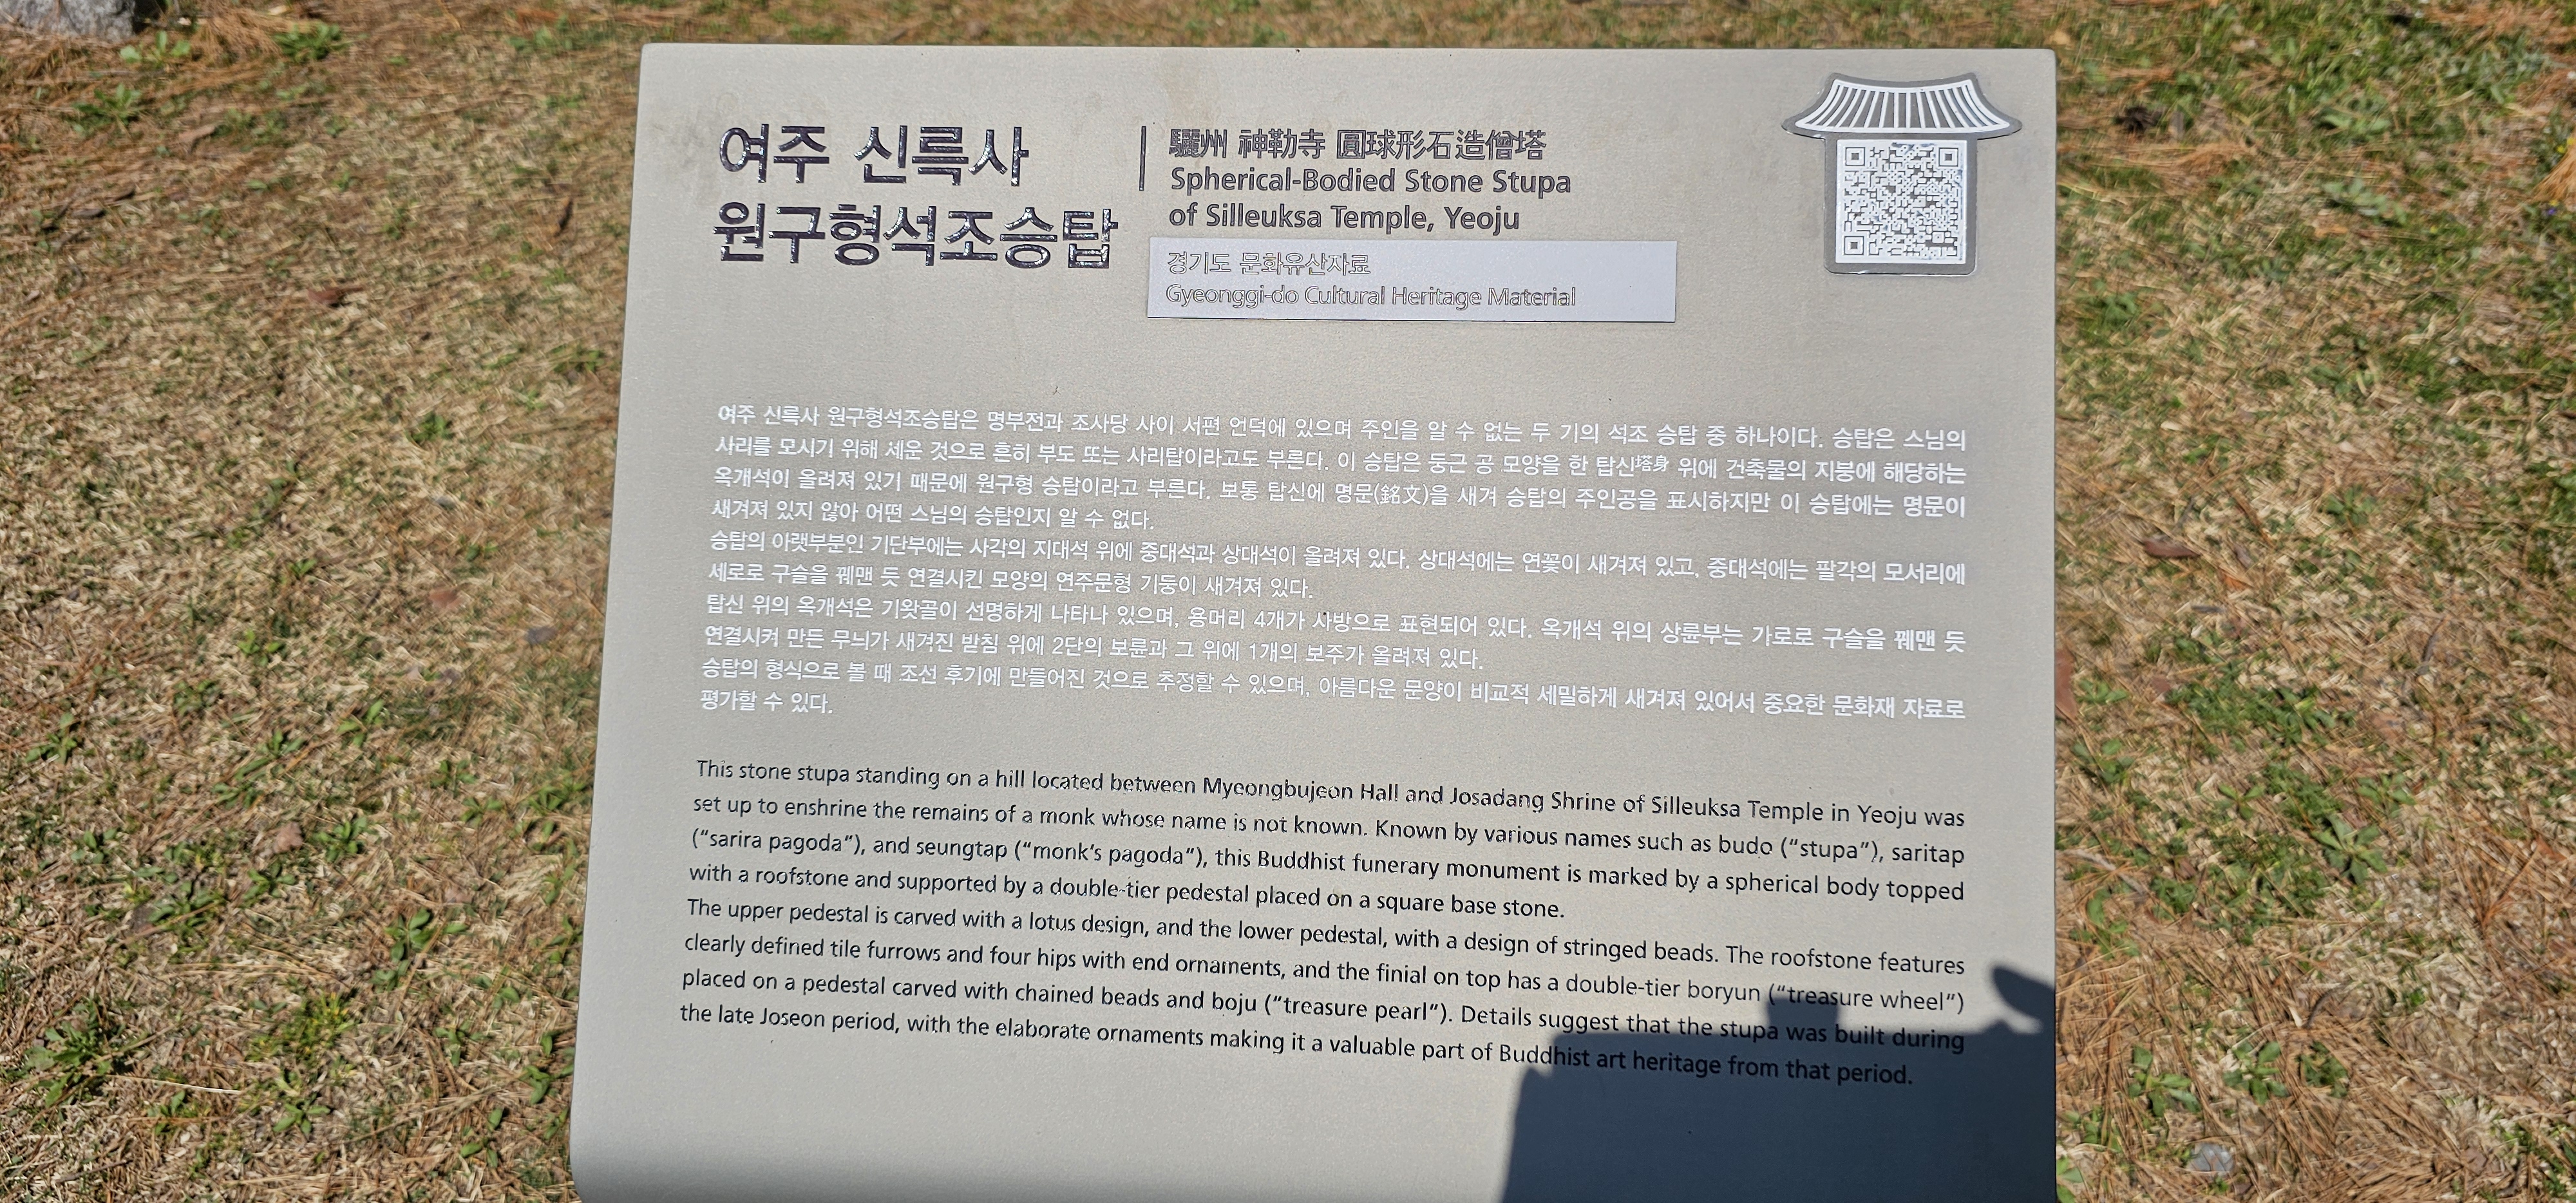 여주 신륵사
원구형석조승탑
驪州 神勒寺 圓球形石造僧塔
Spherical-Bodied Stone Stupa
of Silleuksa Temple, Yeoju
경기도 문화유산자료
Gyeonggi-do Cultural Heritage Material
여주 신륵사 원구형석조승탑은 명부전과 조사당 사이 서편 언덕에 있으며 주인을 알 수 없는 두 기의 석조 승탑 중 하나이다. 승탑은 스님의
사리를 모시기 위해 세운 것으로 흔히 부도 또는 사리탑이라고도 부른다. 이 승탑은 둥근 공 모양을 한 탑신塔身 위에 건축물의 지붕에 해당하는
옥개석이 올려져 있기 때문에 원구형 승탑이라고 부른다. 보통 탑신에 명문(銘文)을 새겨 승탑의 주인공을 표시하지만 이 승탑에는 명문이
새겨져 있지 않아 어떤 스님의 승탑인지 알 수 없다.
승탑의 아랫부분인 기단부에는 사각의 지대석 위에 중대석과 상대석이 올려져 있다. 상대석에는 연꽃이 새겨져 있고, 중대석에는 팔각의 모서리에
세로로 구슬을 꿰맨 듯 연결시킨 모양의 연주문형 기둥이 새겨져 있다.
탑신 위의 옥개석은 기왓골이 선명하게 나타나 있으며, 용머리 4개가 사방으로 표현되어 있다. 옥개석 위의 상륜부는 가로로 구슬을 꿰맨 듯
연결시켜 만든 무늬가 새겨진 받침 위에 2단의 보륜과 그 위에 1개의 보주가 올려져 있다.
승탑의 형식으로 볼 때 조선 후기에 만들어진 것으로 추정할 수 있으며, 아름다운 문양이 비교적 세밀하게 새겨져 있어서 중요한 문화재 자료로
평가할 수 있다.
This stone stupa standing on a hill located between Myeongbujeon Hall and Josadang Shrine of Silleuksa Temple in Yeoju was
set up to enshrine the remains of a monk whose name is not known. Known by various names such as budo (“stupa”), saritap
(“sarira pagoda”), and seungtap (“monk’s pagoda”), this Buddhist funerary monument is marked by a spherical body topped
with a roofstone and supported by a double-tier pedestal placed on a square base stone.
The upper pedestal is carved with a lotus design, and the lower pedestal, with a design of stringed beads. The roofstone features
clearly defined tile furrows and four hips with end ornaments, and the finial on top has a double-tier boryun (“treasure wheel”)
placed on a pedestal carved with chained beads and boju (“treasure pearl”). Details suggest that the stupa was built during
the late Joseon period, with the elaborate ornaments making it a valuable part of Buddhist art heritage from that period.